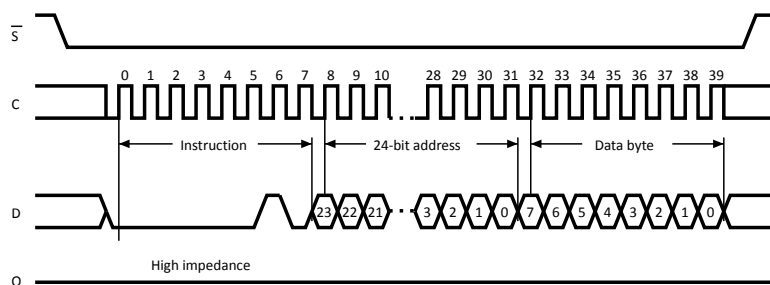 S
0 1 2 3 4 5 6 7 8 9 10 28 29 30 31 32 33 34 35 36 37 38 39
C
Instruction 24-bit address Data byte
D 23 22 21 3 2 1 0 7 6 5 4 3 2 1 0
High impedance
Q